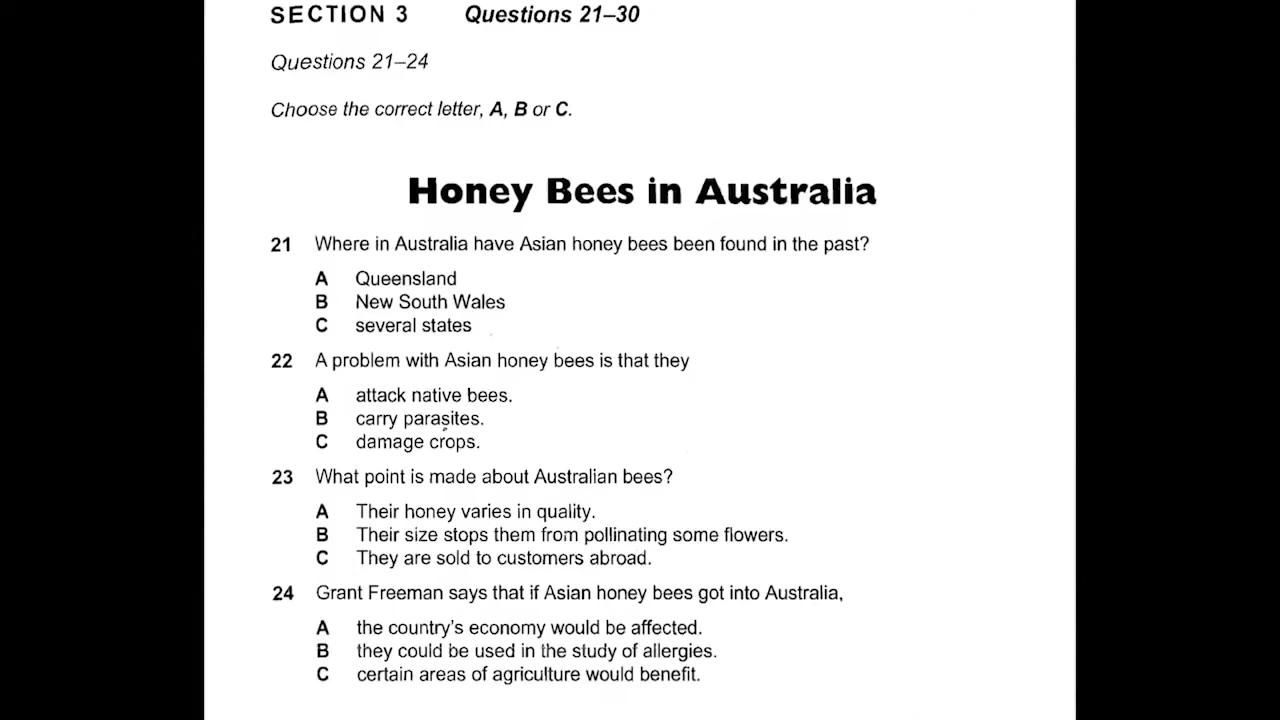 SECTION 3 Questions 21–30
Questions 21–24
Choose the correct letter, A, B or C.
Honey Bees in Australia
21 Where in Australia have Asian honey bees been found in the past?
A Queensland
B New South Wales
C several states
22 A problem with Asian honey bees is that they
A attack native bees.
B carry parasites.
C damage crops.
23 What point is made about Australian bees?
A Their honey varies in quality.
B Their size stops them from pollinating some flowers.
C They are sold to customers abroad.
24 Grant Freeman says that if Asian honey bees got into Australia,
A the country's economy would be affected.
B they could be used in the study of allergies.
C certain areas of agriculture would benefit.